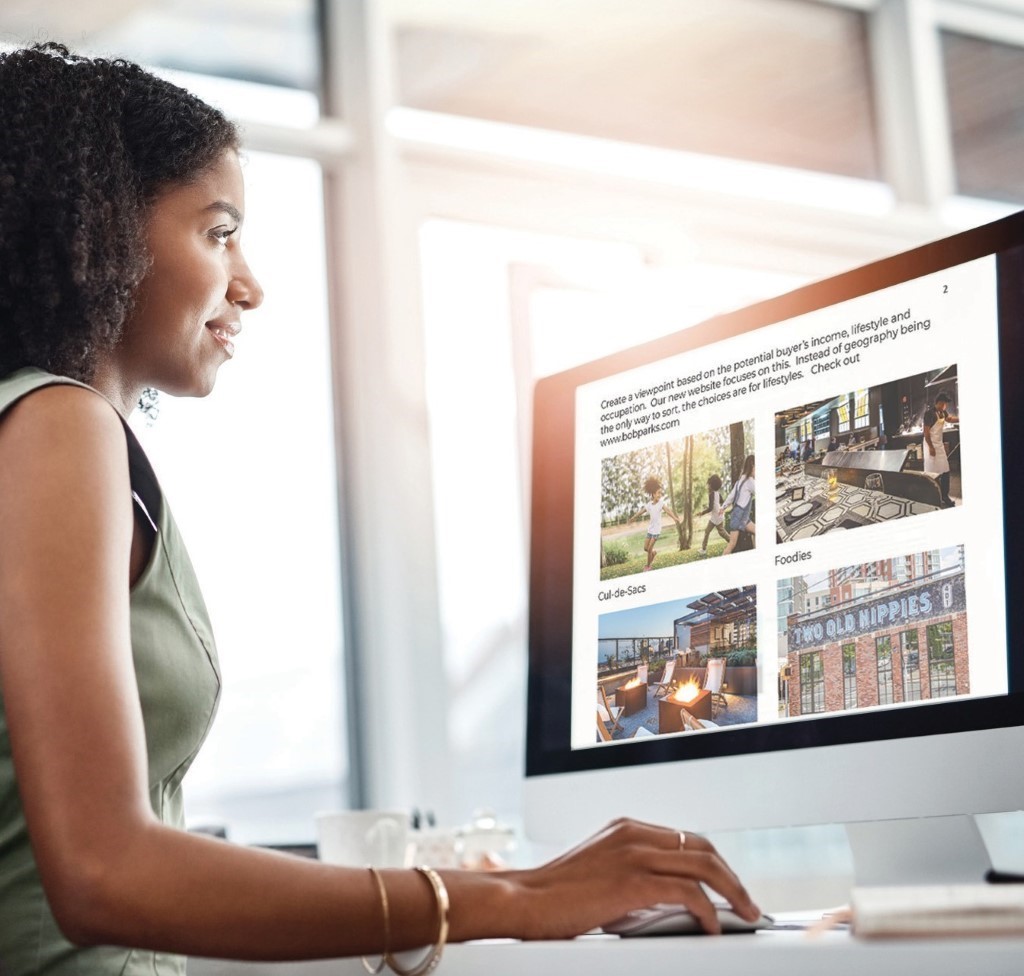 2
Create a viewpoint based on the potential buyer's income, lifestyle and
occupation. Our new website focuses on this. Instead of geography being
the only way to sort, the choices are for lifestyles. Check out
www.bobparks.com
Foodies
Cul-de-Sacs
TWO OLD HIPPIES